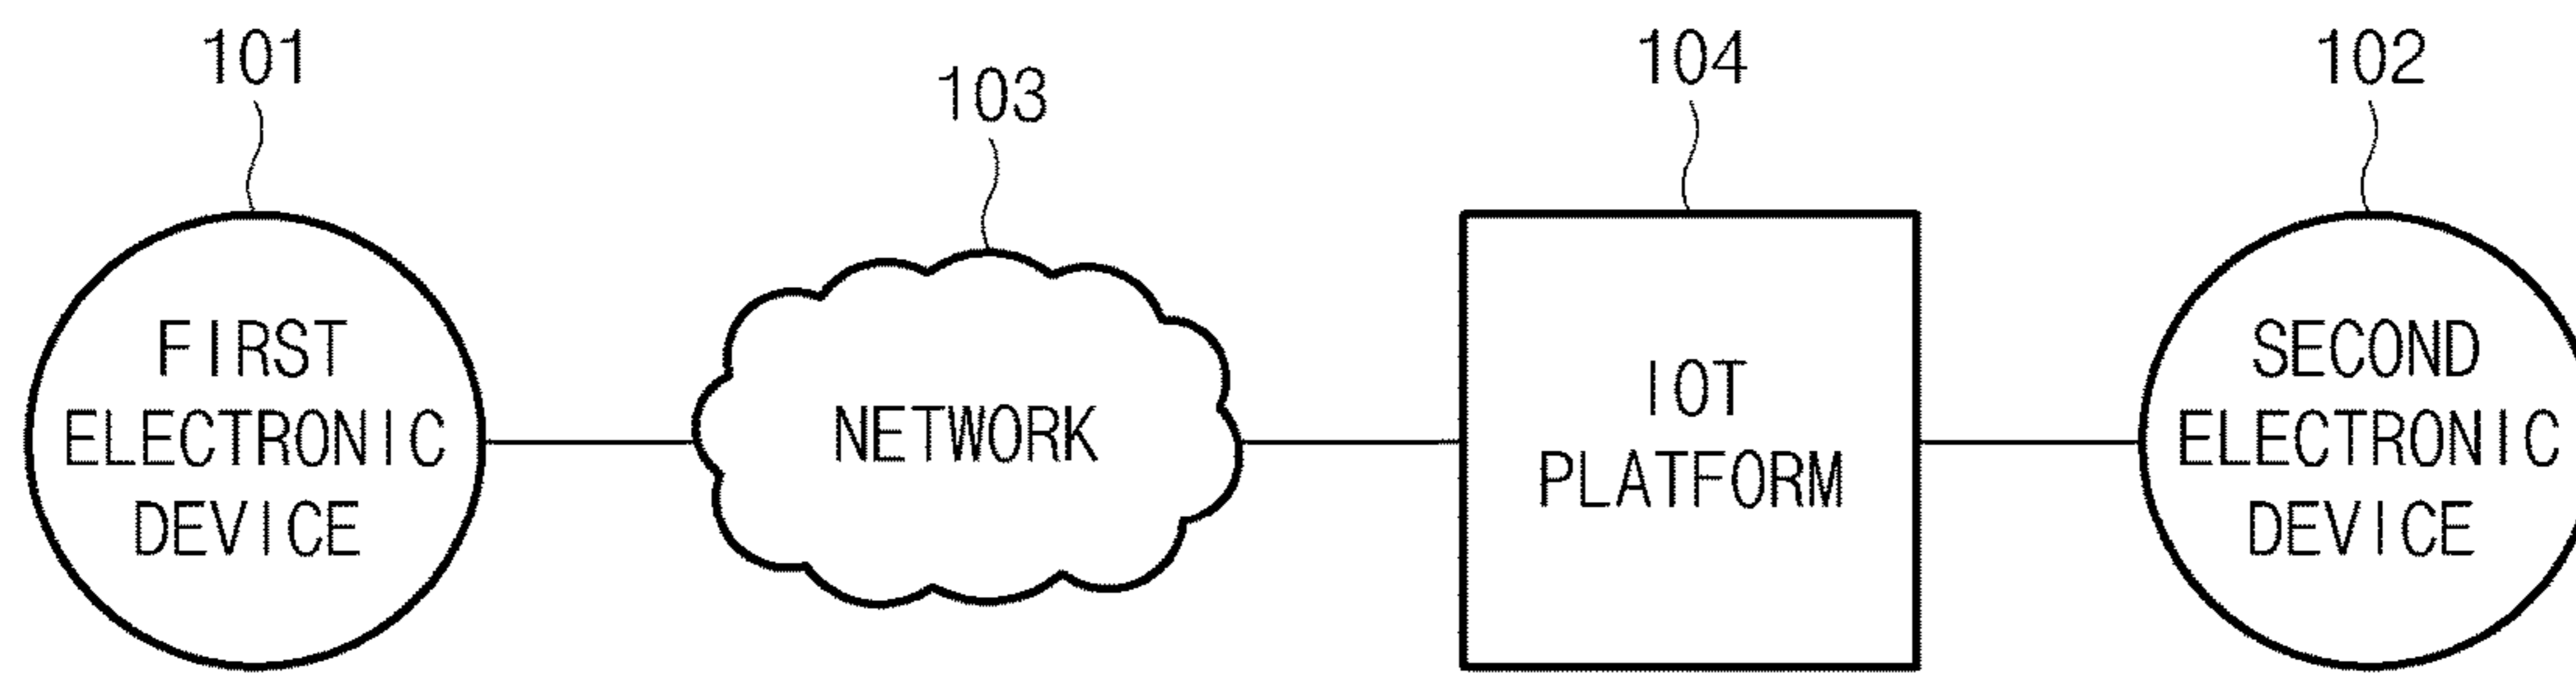 101
103
104
102
FIRST
ELECTRONIC
DEVICE
NETWORK
IOT
PLATFORM
SECOND
ELECTRONIC
DEVICE